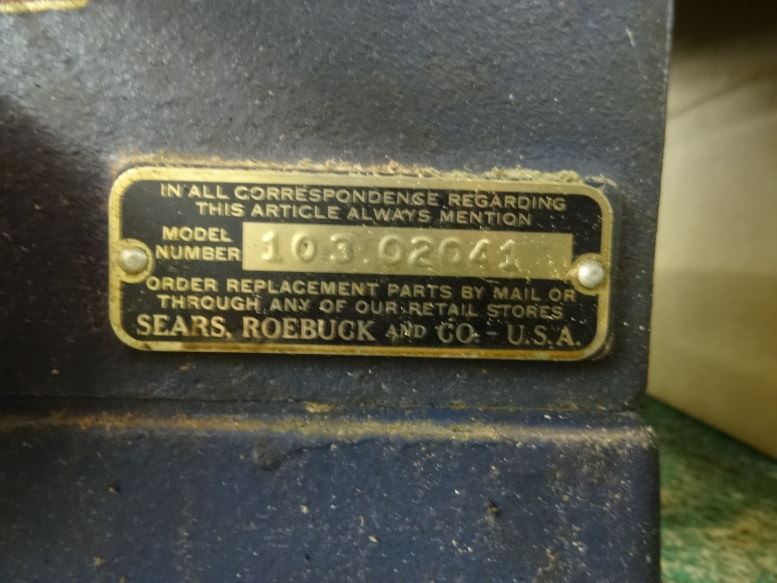 IN ALL CORRESPONDENCE REGARDING
THIS ARTICLE ALWAYS MENTION
MODEL
NUMBER 103.02041
ORDER REPLACEMENT PARTS BY MAIL OR
THROUGH ANY OF OUR RETAIL STORES
SEARS, ROEBUCK AND CO. - U.S.A.